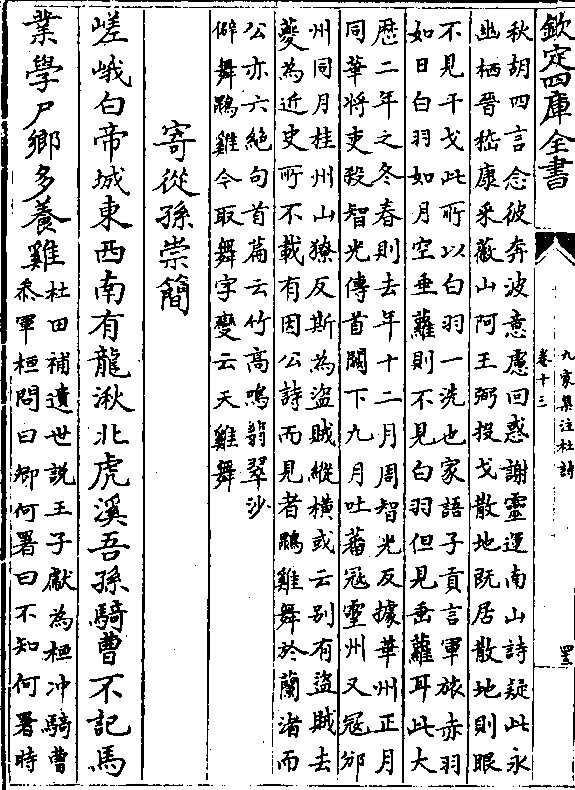 欽定四庫全書
九家集注杜詩
卷十三
秋胡四言念彼奔波意慮回惑謝靈運南山詩疑此永
幽栖晉嵇康采薇山阿王弼投戈散地既居散地則眼
不見干戈此所以白羽一洗也家語子貢言軍旅赤羽
如日白羽如月空垂蘿則不見白羽但見垂蘿耳此大
厯二年之冬春則去年十二月周智光反據華州正月
同華將吏殺智光傳首闕下九月吐蕃冦靈州又冦邠
州同月桂州山獠反斯為盗賊縱横或云别有盗賊去
夔為近史所不載有因公詩而見者鵾雞舞於蘭渚而
公亦六絶句首篇云竹高鳴翡翠沙
僻舞鵾雞今取舞字變云天雞舞
寄從孫崇簡
嵯峨白帝城東西南有龍湫北虎溪吾孫騎曹不記馬
業學尸鄉多養雞杜田補遺世說王子猷為桓冲騎曹
叅軍桓問曰卿何署曰不知何署時